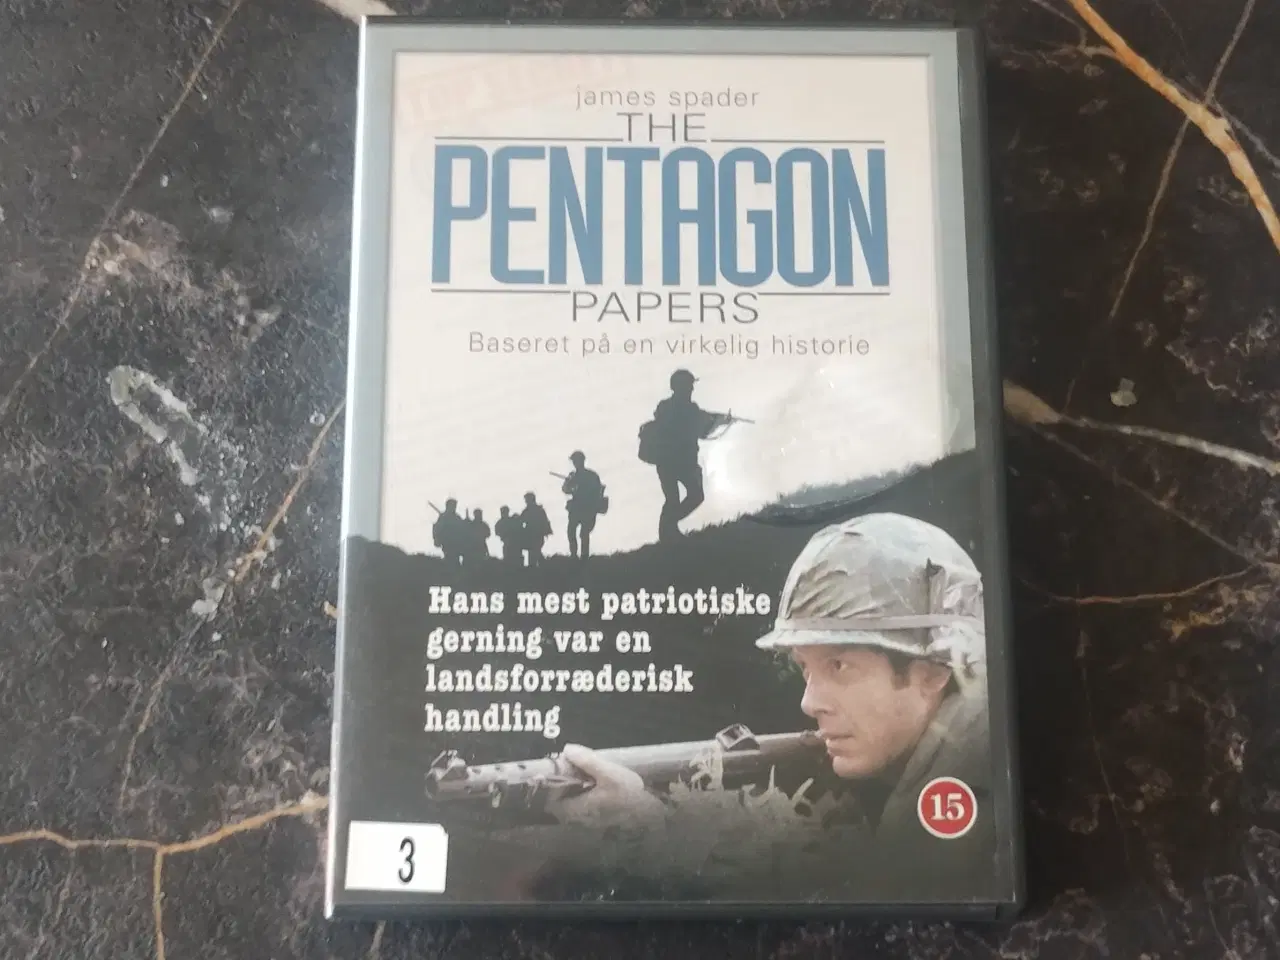 james spader
THE
PENTAGON
PAPERS
Baseret på en virkelig historie
Hans mest patriotiske
gerning var en
landsforræderisk
handling
15
3